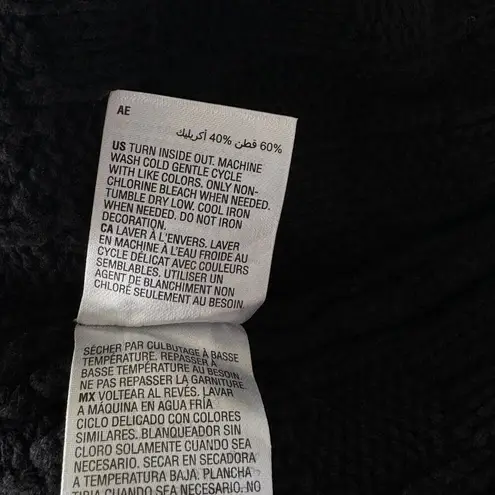 AE
60% قطن 40% أكريليك
US TURN INSIDE OUT. MACHINE
WASH COLD GENTLE CYCLE
WITH LIKE COLORS. ONLY NON-
CHLORINE BLEACH WHEN NEEDED.
TUMBLE DRY LOW. COOL IRON
WHEN NEEDED. DO NOT IRON
DECORATION.
CA LAVER À L'ENVERS. LAVER
EN MACHINE À L'EAU FROIDE AU
CYCLE DÉLICAT AVEC COULEURS
SEMBLABLES. UTILISER UN
AGENT DE BLANCHIMENT NON
CHLORÉ SEULEMENT AU BESOIN.
SÉCHER PAR CULBUTAGE À BASSE
TEMPÉRATURE. REPASSER À
BASSE TEMPÉRATURE AU BESOIN.
NE PAS REPASSER LA GARNITURE.
MX VOLTEAR AL REVÉS. LAVAR
A MÁQUINA EN AGUA FRÍA
CICLO DELICADO CON COLORES
SIMILARES. BLANQUEADOR SIN
CLORO SOLAMENTE CUANDO SEA
NECESARIO. SECAR EN SECADORA
A TEMPERATURA BAJA. PLANCHA
TIBIA CUANDO SEA NECESARIO. NO